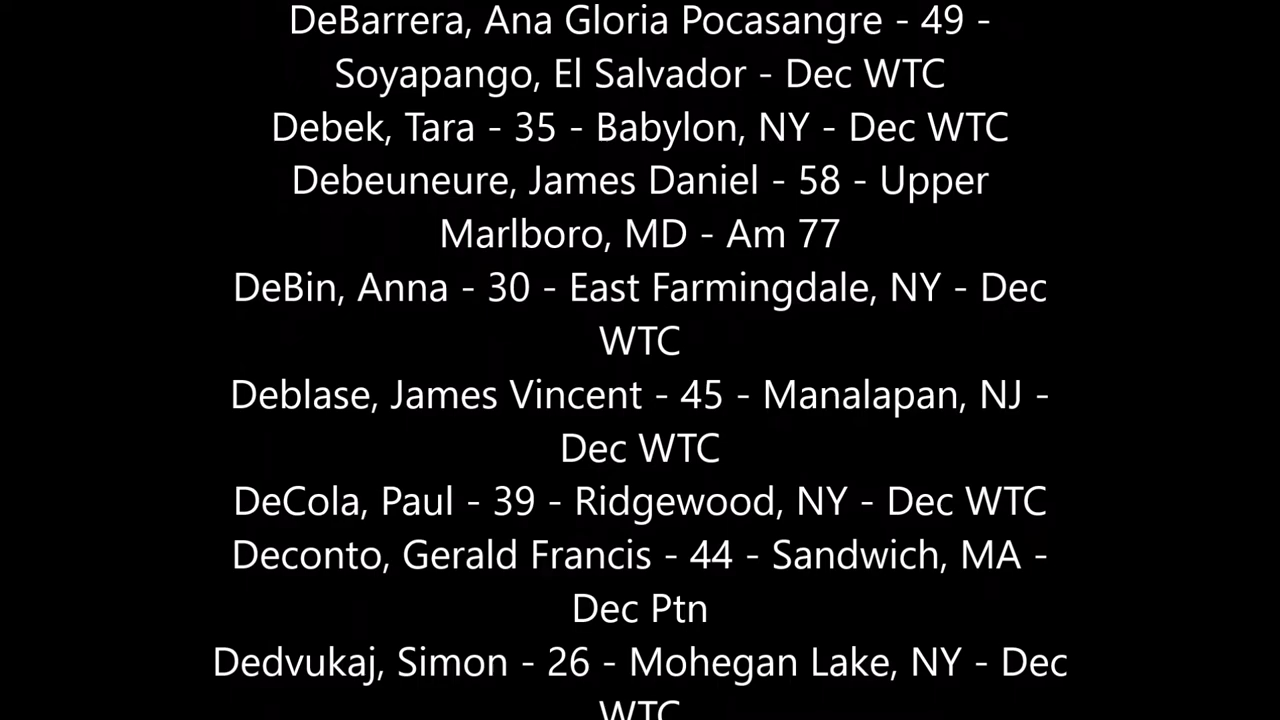 DeBarrera, Ana Gloria Pocasangre - 49 -
Soyapango, El Salvador - Dec WTC
Debek, Tara - 35 - Babylon, NY - Dec WTC
Debeuneure, James Daniel - 58 - Upper
Marlboro, MD - Am 77
DeBin, Anna - 30 - East Farmingdale, NY - Dec
WTC
Deblase, James Vincent - 45 - Manalapan, NJ -
Dec WTC
DeCola, Paul - 39 - Ridgewood, NY - Dec WTC
Deconto, Gerald Francis - 44 - Sandwich, MA -
Dec Ptn
Dedvukaj, Simon - 26 - Mohegan Lake, NY - Dec
WTC